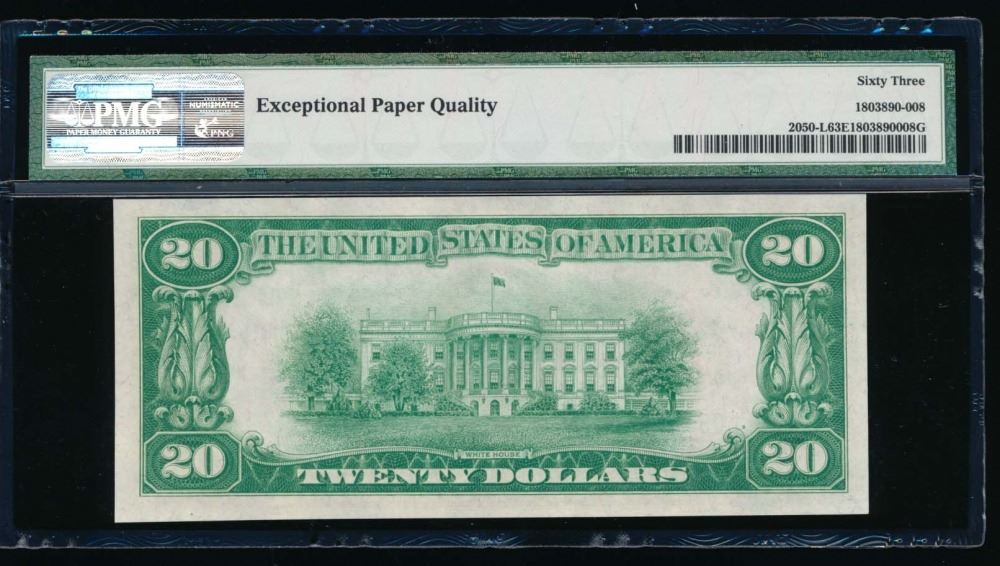 PMG
PAPER MONEY GUARANTY
NUMISMATIC
PNG
Exceptional Paper Quality
Sixty Three
1803890-008
2050-L63E1803890008G
20
THE UNITED STATES OF AMERICA
20
WHITE HOUSE
20
TWENTY DOLLARS
20